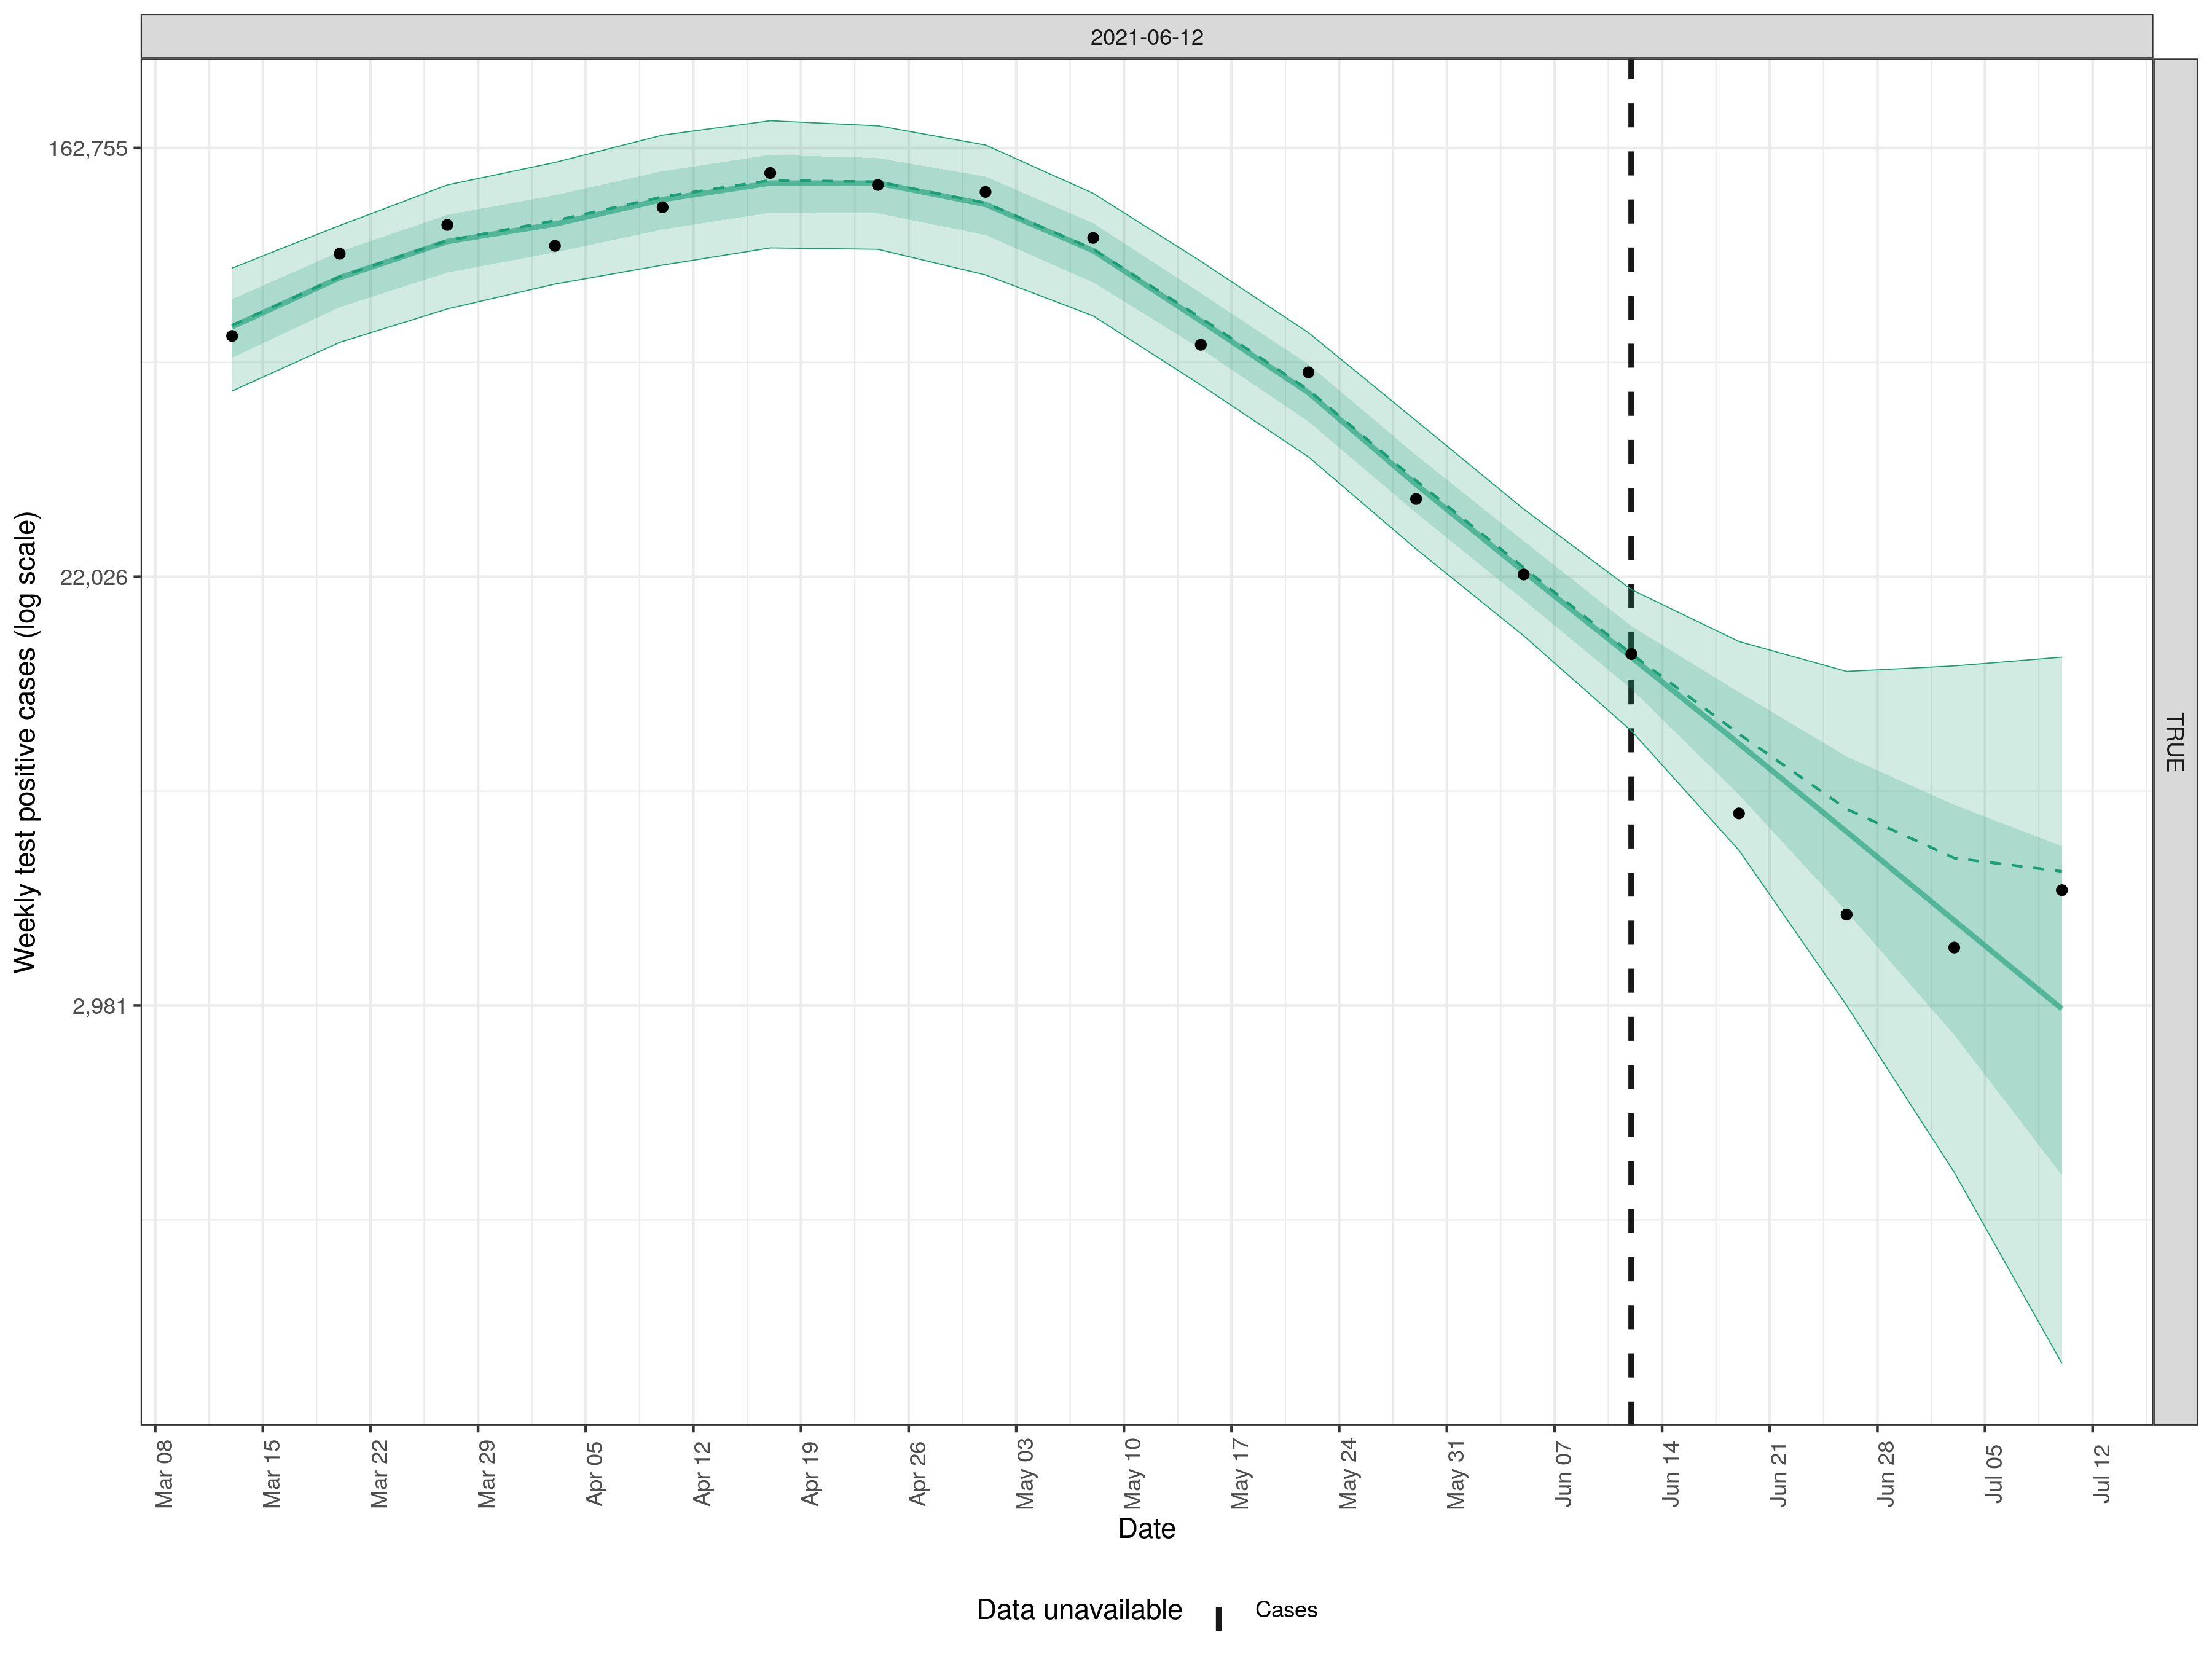 2021-06-12
TRUE
Weekly test positive cases (log scale)
162,755
22,026
2,981
Mar 08
Mar 15
Mar 22
Mar 29
Apr 05
Apr 12
Apr 19
Apr 26
May 03
May 10
May 17
May 24
May 31
Jun 07
Jun 14
Jun 21
Jun 28
Jul 05
Jul 12
Date
Data unavailable Cases